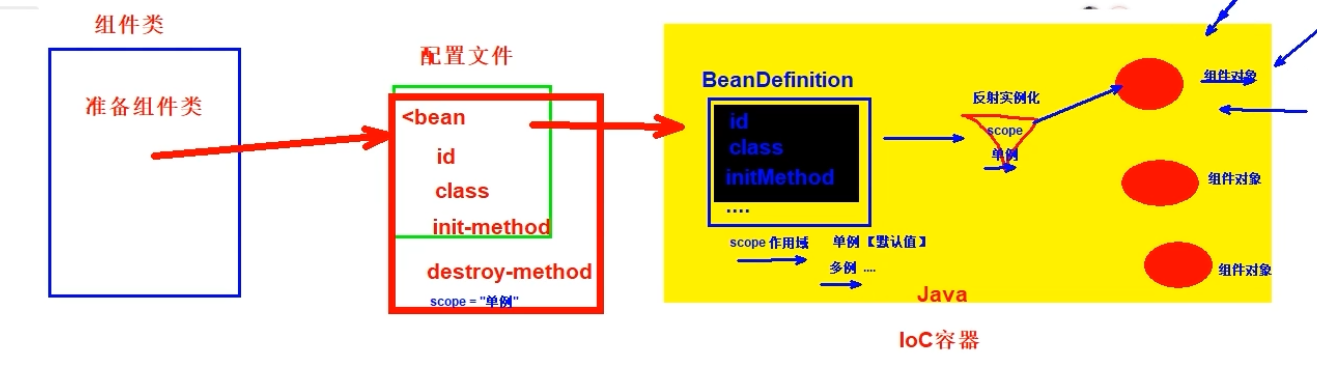 组件类
准备组件类
配置文件
<bean
id
class
init-method
destroy-method
scope = "单例"
BeanDefinition
id
class
initMethod
....
scope 作用域 单例【默认值】
多例 ....
反射实例化
scope
单例
组件对象
组件对象
组件对象
Java
IoC容器